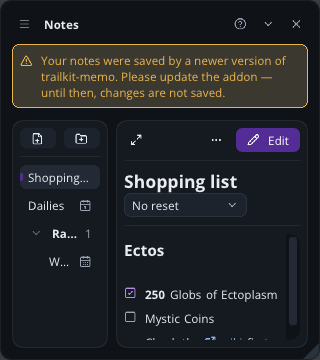 Notes
Your notes were saved by a newer version of
trailkit-memo. Please update the addon —
until then, changes are not saved.
Shopping...
Dailies
Ra... 1
W...
Edit
Shopping list
No reset
Ectos
250 Globs of Ectoplasm
Mystic Coins